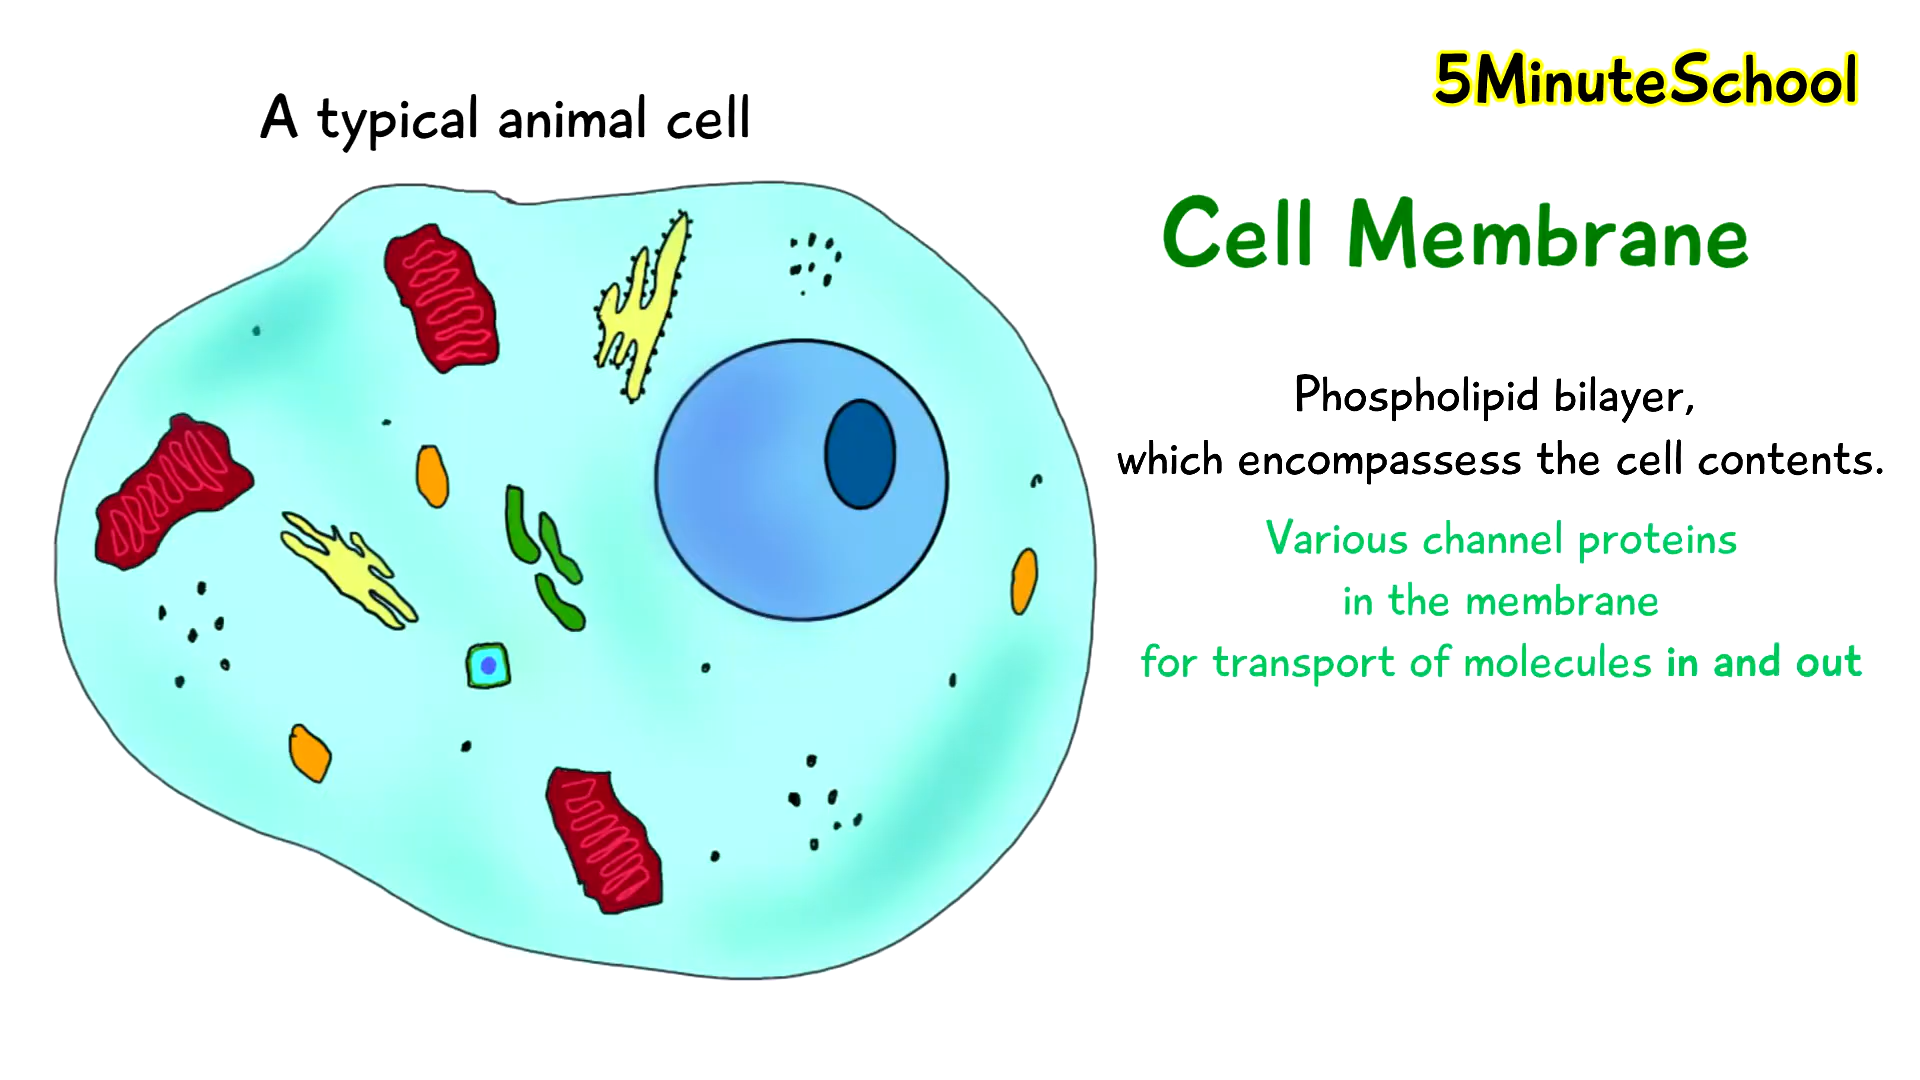 5MinuteSchool
A typical animal cell
Cell Membrane
Phospholipid bilayer,
which encompassess the cell contents.
Various channel proteins
in the membrane
for transport of molecules in and out